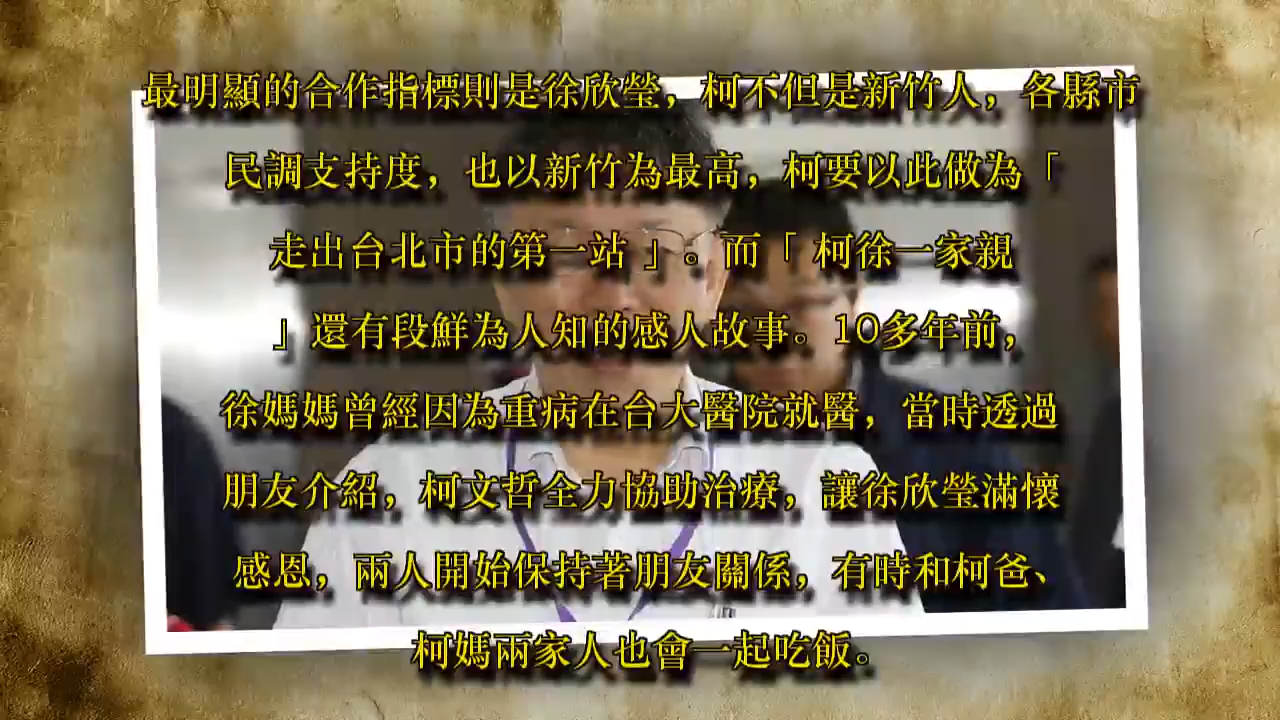 最明顯的合作指標則是徐欣瑩，柯不但是新竹人，各縣市
民調支持度，也以新竹為最高，柯要以此做為「
走出台北市的第一站 」。而「 柯徐一家親
」還有段鮮為人知的感人故事。10多年前，
徐媽媽曾經因為重病在台大醫院就醫，當時透過
朋友介紹，柯文哲全力協助治療，讓徐欣瑩滿懷
感恩，兩人開始保持著朋友關係，有時和柯爸、
柯媽兩家人也會一起吃飯。